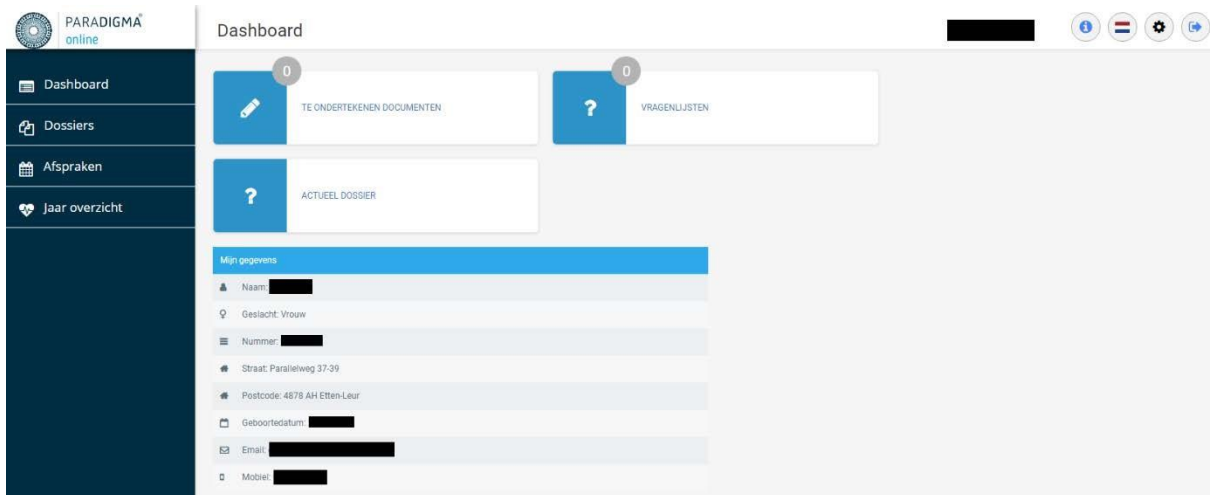 PARADIGMA
online
Dashboard
Dashboard
Dossiers
Afspraken
Jaar overzicht
0
TE ONDERTEKENEN DOCUMENTEN
0
VRAGENLIJSTEN
ACTUEEL DOSSIER
Mijn gegevens
Naam:
Geslacht: Vrouw
Nummer:
Straat: Parallelweg 37-39
Postcode: 4878 AH Etten-Leur
Geboortedatum:
Email:
Mobiel: